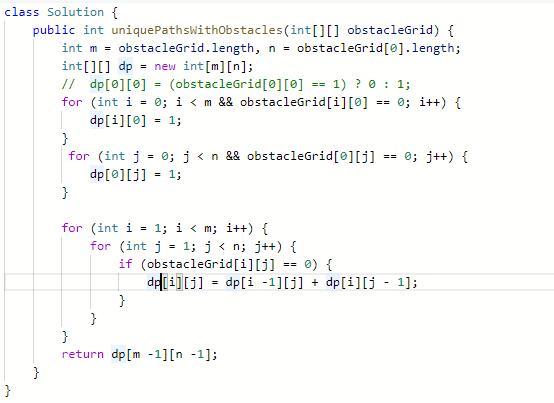 class Solution {
    public int uniquePathsWithObstacles(int[][] obstacleGrid) {
        int m = obstacleGrid.length, n = obstacleGrid[0].length;
        int[][] dp = new int[m][n];
        //  dp[0][0] = (obstacleGrid[0][0] == 1) ? 0 : 1;
        for (int i = 0; i < m && obstacleGrid[i][0] == 0; i++) {
            dp[i][0] = 1;
        }
         for (int j = 0; j < n && obstacleGrid[0][j] == 0; j++) {
            dp[0][j] = 1;
        }

        for (int i = 1; i < m; i++) {
            for (int j = 1; j < n; j++) {
                if (obstacleGrid[i][j] == 0) {
                    dp[i][j] = dp[i -1][j] + dp[i][j - 1];
                }
            }
        }
        return dp[m -1][n -1];
    }
}